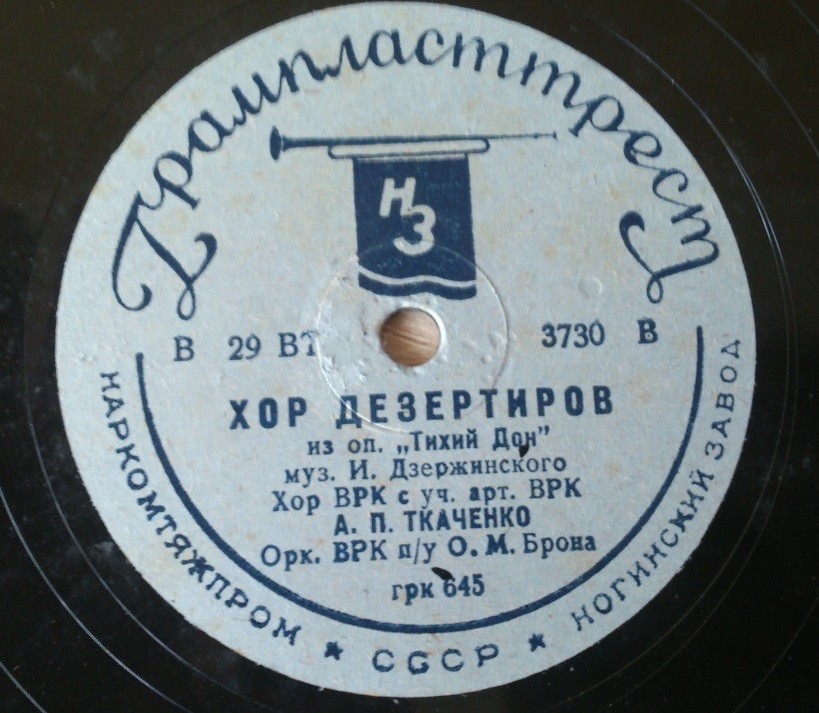 Грампласттрест
НЗ
В 29 ВТ 3730 В
ХОР ДЕЗЕРТИРОВ
из оп. „Тихий Дон”
муз. И. Дзержинского
Хор ВРК с уч. арт. ВРК
А. П. ТКАЧЕНКО
Орк. ВРК п/у О. М. Брона
грк 645
НАРКОМТЯЖПРОМ ★ СССР ★ НОГИНСКИЙ ЗАВОД